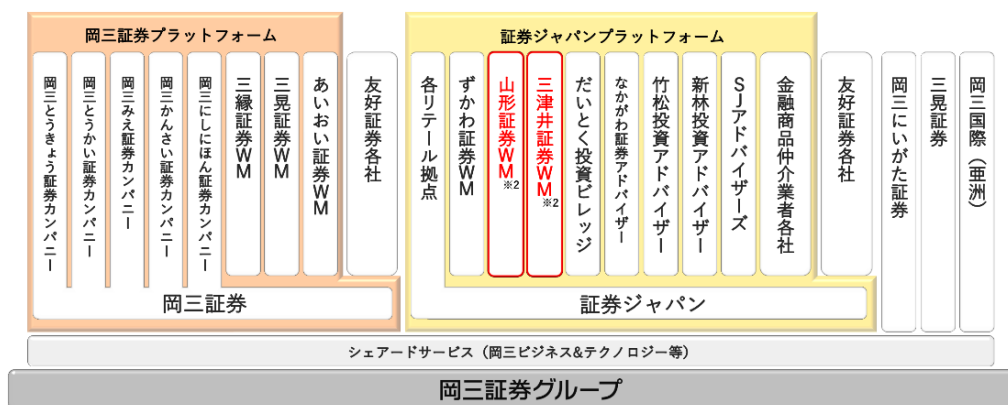 岡三証券プラットフォーム
岡三とうきょう証券カンパニー
岡三とうかい証券カンパニー
岡三みえ証券カンパニー
岡三かんさい証券カンパニー
岡三にしにほん証券カンパニー
三縁証券WM
三晃証券WM
あいおい証券WM
友好証券各社
岡三証券
証券ジャパンプラットフォーム
各リテール拠点
ずかわ証券WM
山形証券WM※2
三津井証券WM※2
だいとく投資ビレッジ
なかがわ証券アドバイザー
竹松投資アドバイザー
新林投資アドバイザー
SJアドバイザーズ
金融商品仲介業者各社
友好証券各社
証券ジャパン
岡三にいがた証券
三晃証券
岡三国際（亜洲）
シェアードサービス（岡三ビジネス&テクノロジー等）
岡三証券グループ